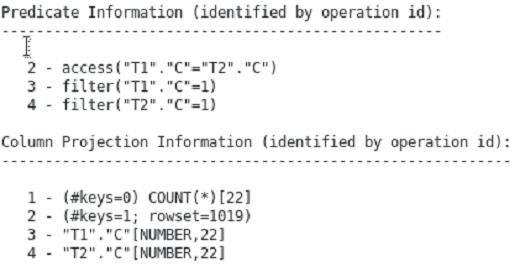 Predicate Information (identified by operation id):
---------------------------------------------------
2 - access("T1"."C"="T2"."C")
3 - filter("T1"."C"=1)
4 - filter("T2"."C"=1)
Column Projection Information (identified by operation id):
-----------------------------------------------------------
1 - (#keys=0) COUNT(*)[22]
2 - (#keys=1; rowset=1019)
3 - "T1"."C"[NUMBER,22]
4 - "T2"."C"[NUMBER,22]